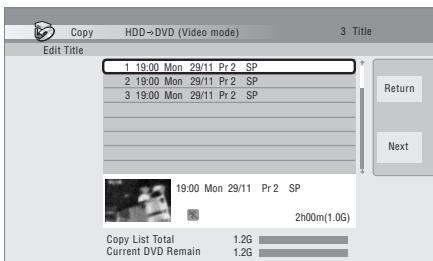 Copy HDD→DVD (Video mode) 3 Title
Edit Title
1 19:00 Mon 29/11 Pr 2 SP
2 19:00 Mon 29/11 Pr 2 SP
3 19:00 Mon 29/11 Pr 2 SP
Return
Next
19:00 Mon 29/11 Pr 2 SP
2h00m(1.0G)
Copy List Total 1.2G
Current DVD Remain 1.2G